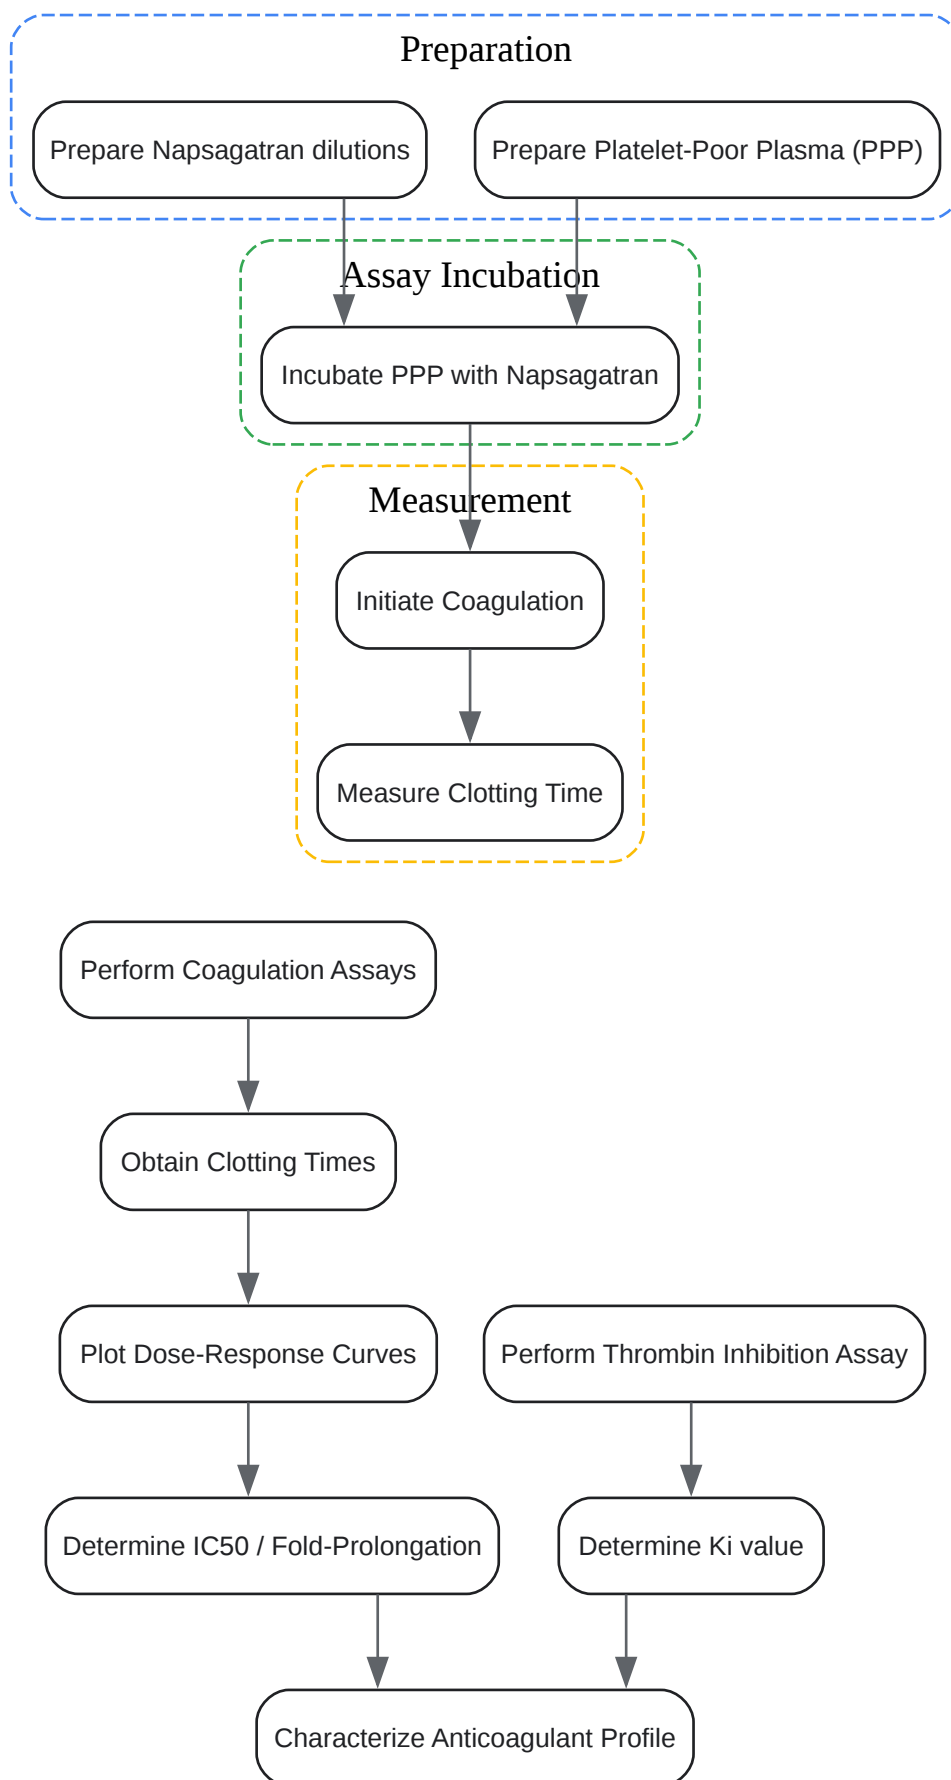 Preparation
Prepare Napsagatran dilutions
Prepare Platelet-Poor Plasma (PPP)
Assay Incubation
Incubate PPP with Napsagatran
Measurement
Initiate Coagulation
Measure Clotting Time
Perform Coagulation Assays
Obtain Clotting Times
Plot Dose-Response Curves
Perform Thrombin Inhibition Assay
Determine IC50 / Fold-Prolongation
Determine Ki value
Characterize Anticoagulant Profile